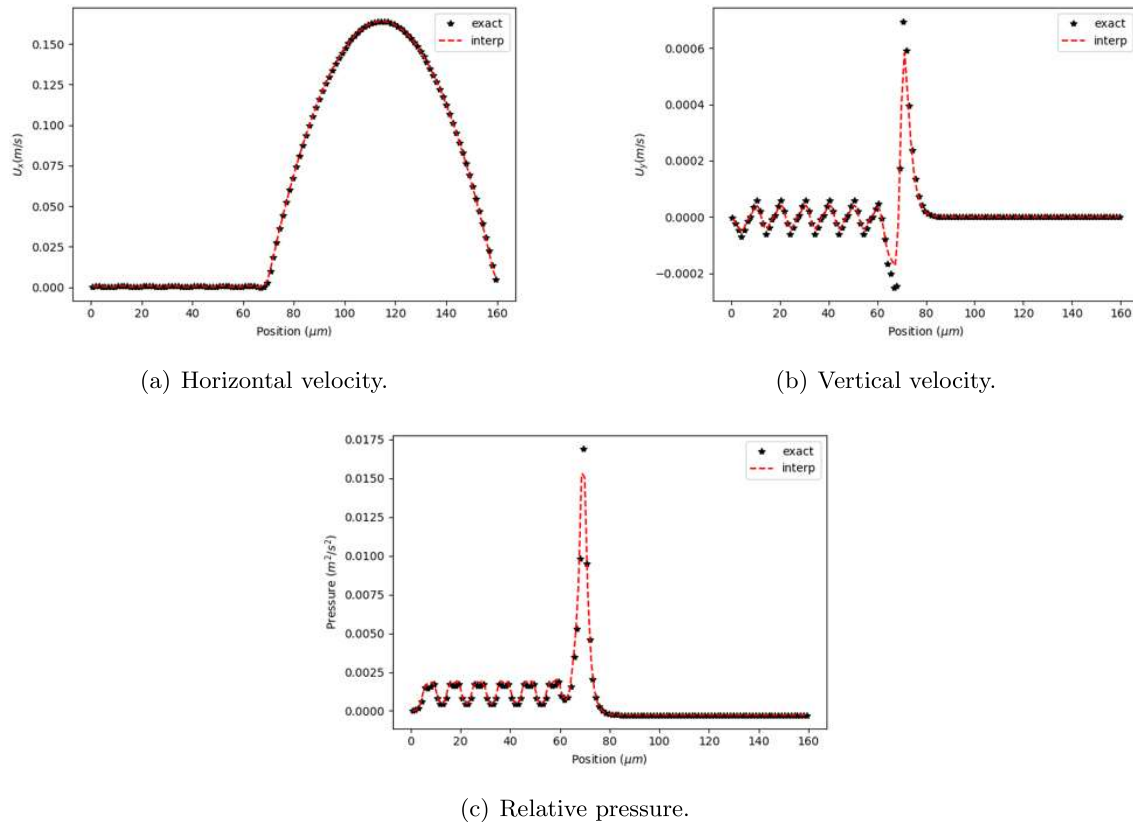 0.150
0.125
0.100
0.075
0.050
0.025
0.000
U_x(m/s)
exact
interp
0 20 40 60 80 100 120 140 160
Position (μm)
(a) Horizontal velocity.
0.0006
0.0004
0.0002
0.0000
−0.0002
U_y(m/s)
exact
interp
0 20 40 60 80 100 120 140 160
Position (μm)
(b) Vertical velocity.
0.0175
0.0150
0.0125
0.0100
0.0075
0.0050
0.0025
0.0000
Pressure (m²/s²)
exact
interp
0 20 40 60 80 100 120 140 160
Position (μm)
(c) Relative pressure.